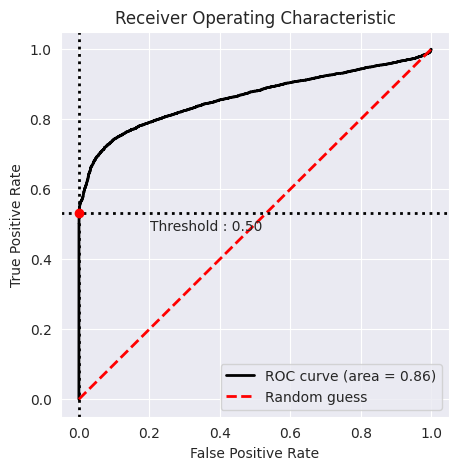 Receiver Operating Characteristic
1.0
0.8
0.6
0.4
0.2
0.0
True Positive Rate
Threshold : 0.50
ROC curve (area = 0.86)
Random guess
0.0 0.2 0.4 0.6 0.8 1.0
False Positive Rate